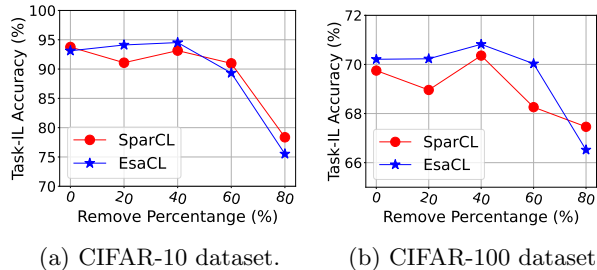 100
95
90
85
80
75
70
Task-IL Accuracy (%)
SparCL
EsaCL
0 20 40 60 80
Remove Percentange (%)
(a) CIFAR-10 dataset.
72
70
68
66
Task-IL Accuracy (%)
SparCL
EsaCL
0 20 40 60 80
Remove Percentange (%)
(b) CIFAR-100 dataset